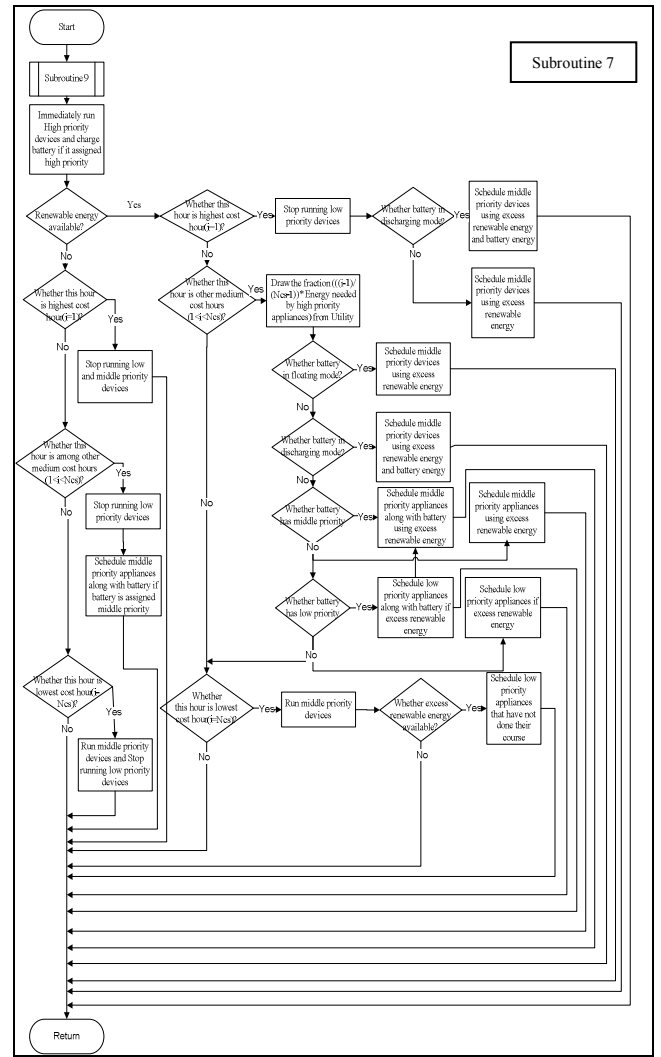 Start
Subroutine 7
Subroutine 9
Immediately run
High priority
devices and charge
battery if it assigned
high priority
Renewable energy
available?
Yes
Whether this
hour is highest cost
hour(i=1)?
Yes
Stop running low
priority devices
Whether battery in
discharging mode?
Yes
Schedule middle
priority devices
using excess
renewable energy
and battery energy
No
No
No
Whether this hour
is highest cost
hour(i=1)?
Yes
Whether this
hour is other medium
cost hours
(1<i<Ncs)?
Yes
Draw the fraction (((i-1)/
(Ncs-1))* Energy needed
by high priority
appliances) from Utility
Schedule middle
priority devices
using excess
renewable
energy
No
Stop running low
and middle priority
devices
Whether battery
in floating mode?
Yes
Schedule middle
priority devices
using excess
renewable energy
No
Whether this
hour is among other
medium cost hours
(1<i<Ncs)?
Yes
Whether battery in
discharging mode?
Yes
Schedule middle
priority devices
using excess
renewable energy
and battery energy
No
No
Stop running low
priority devices
No
Whether battery
has middle priority
Yes
Schedule middle
priority appliances
along with battery
using excess
renewable energy
Schedule middle
priority appliances
using excess
renewable energy
No
Schedule middle
priority appliances
along with battery if
battery is assigned
middle priority
Whether battery
has low priority
Yes
Schedule low
priority appliances
along with battery if
excess renewable
energy
Schedule low
priority appliances if
excess renewable
energy
No
Whether this hour is
lowest cost hour(i=
Ncs)?
Yes
No
Whether
this hour is lowest
cost hour(i=Ncs)?
Yes
Run middle priority
devices
Whether excess
renewable energy
available?
Yes
Schedule low
priority
appliances
that have not
done their
course
No
No
Run middle priority
devices and Stop
running low priority
devices
Return